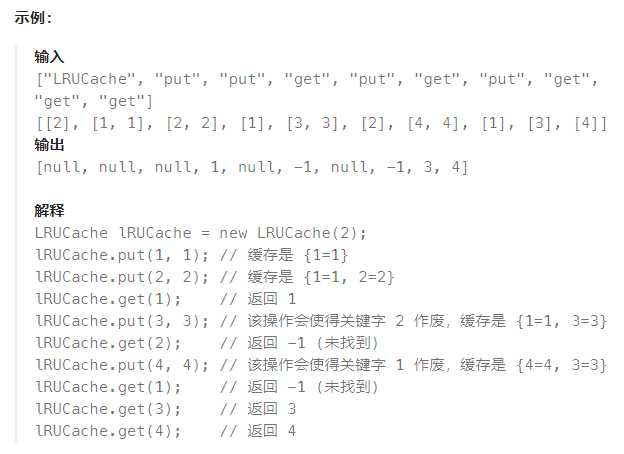 示例：
输入
["LRUCache", "put", "put", "get", "put", "get", "put", "get",
"get", "get"]
[[2], [1, 1], [2, 2], [1], [3, 3], [2], [4, 4], [1], [3], [4]]
输出
[null, null, null, 1, null, -1, null, -1, 3, 4]
解释
LRUCache lRUCache = new LRUCache(2);
lRUCache.put(1, 1); // 缓存是 {1=1}
lRUCache.put(2, 2); // 缓存是 {1=1, 2=2}
lRUCache.get(1);    // 返回 1
lRUCache.put(3, 3); // 该操作会使得关键字 2 作废，缓存是 {1=1, 3=3}
lRUCache.get(2);    // 返回 -1 (未找到)
lRUCache.put(4, 4); // 该操作会使得关键字 1 作废，缓存是 {4=4, 3=3}
lRUCache.get(1);    // 返回 -1 (未找到)
lRUCache.get(3);    // 返回 3
lRUCache.get(4);    // 返回 4